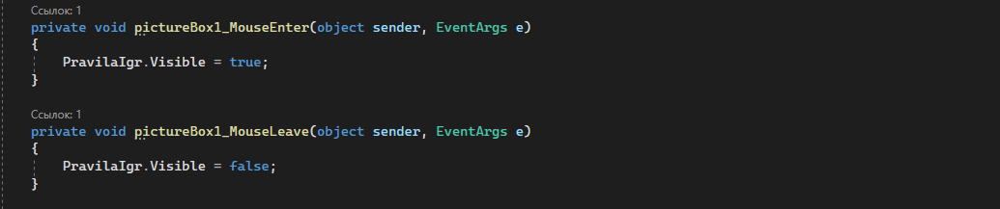 Ссылок: 1
private void pictureBox1_MouseEnter(object sender, EventArgs e)
{
PravilaIgr.Visible = true;
}
Ссылок: 1
private void pictureBox1_MouseLeave(object sender, EventArgs e)
{
PravilaIgr.Visible = false;
}